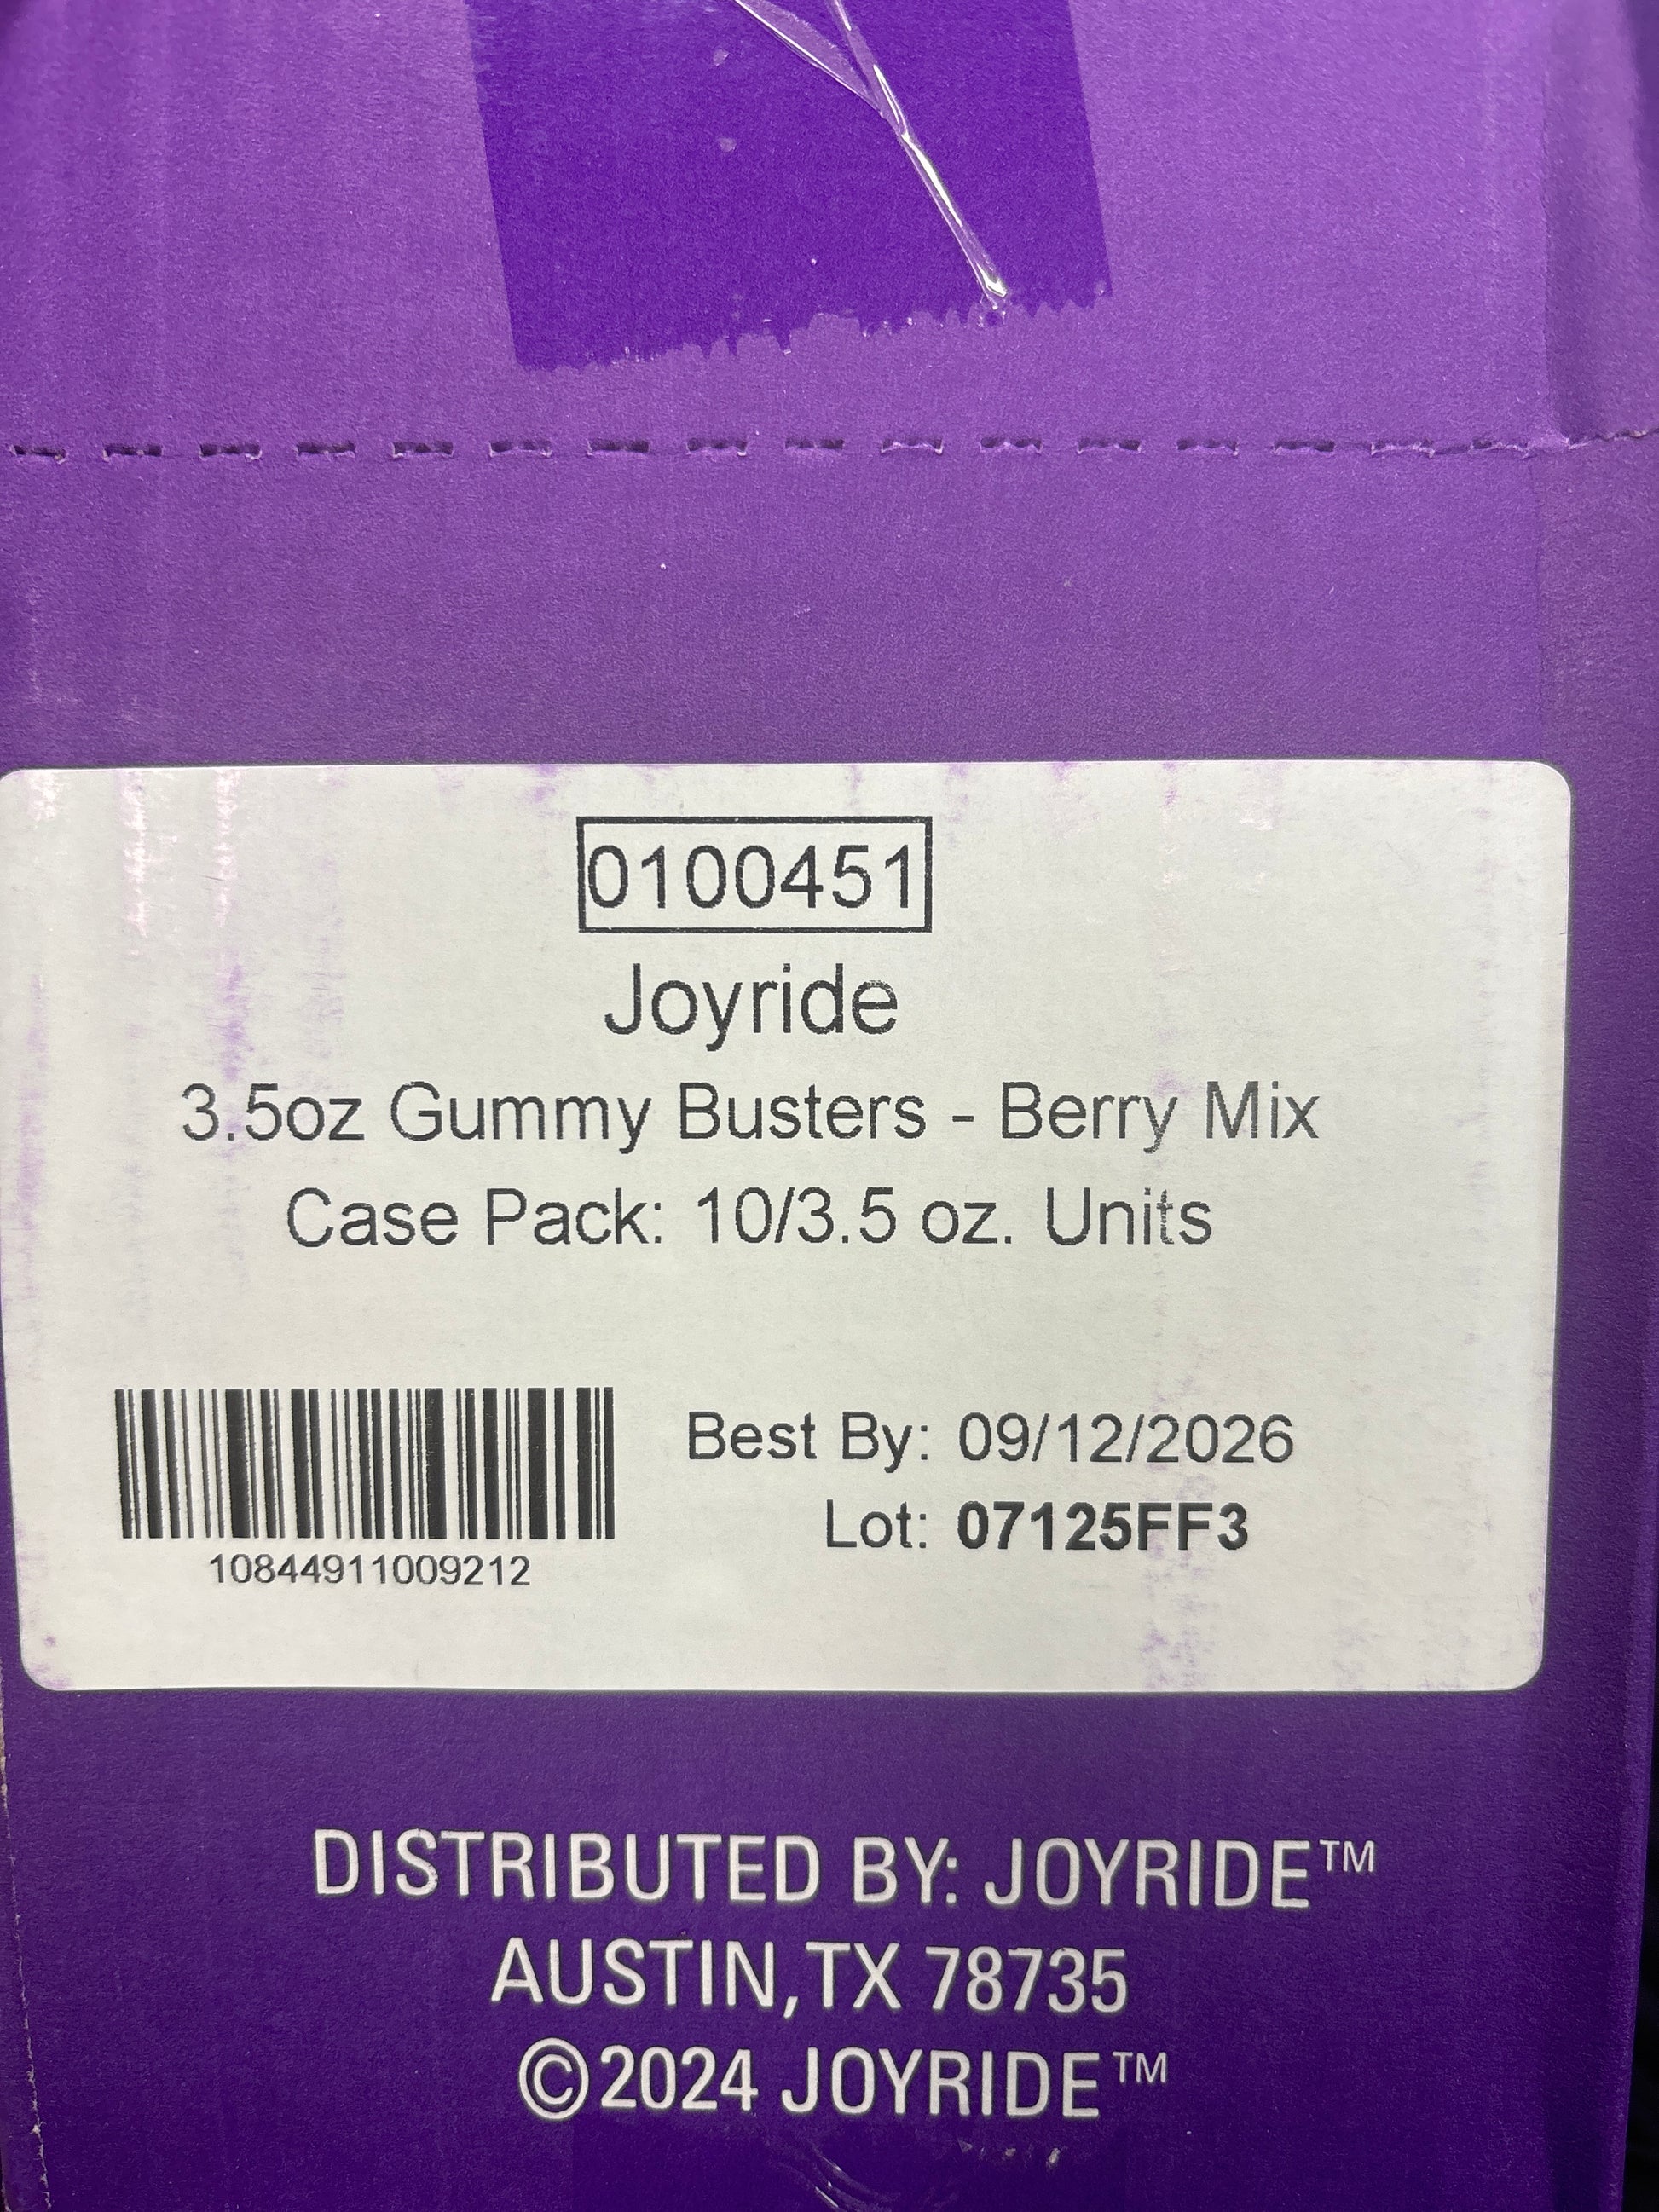 0100451
Joyride
3.5oz Gummy Busters - Berry Mix
Case Pack: 10/3.5 oz. Units
Best By: 09/12/2026
Lot: 07125FF3
10844911009212
DISTRIBUTED BY: JOYRIDE™
AUSTIN,TX 78735
©2024 JOYRIDE™